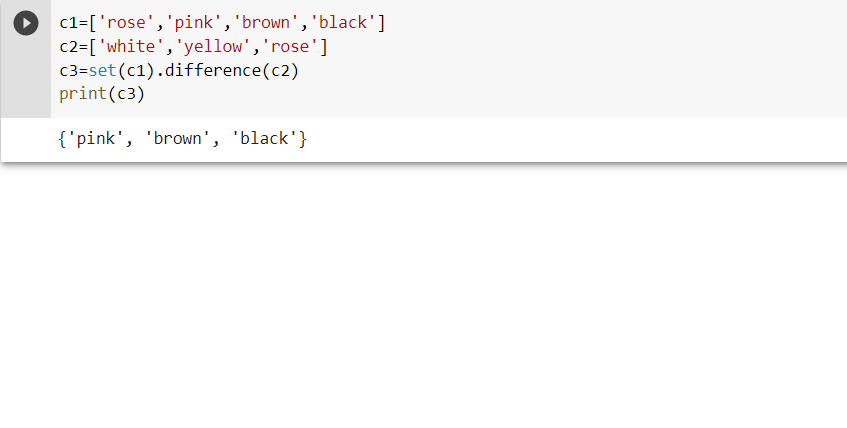 c1=['rose','pink','brown','black']
c2=['white','yellow','rose']
c3=set(c1).difference(c2)
print(c3)
{'pink', 'brown', 'black'}